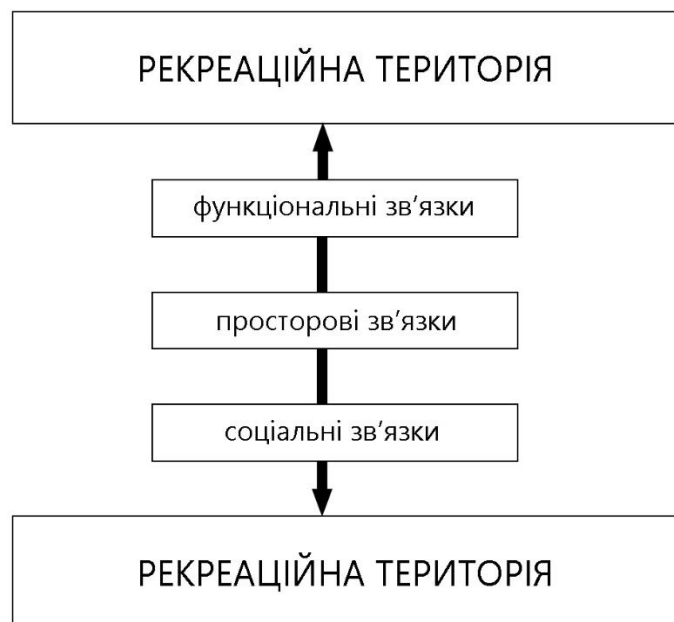 РЕКРЕАЦІЙНА ТЕРИТОРІЯ
функціональні зв'язки
просторові зв'язки
соціальні зв'язки
РЕКРЕАЦІЙНА ТЕРИТОРІЯ